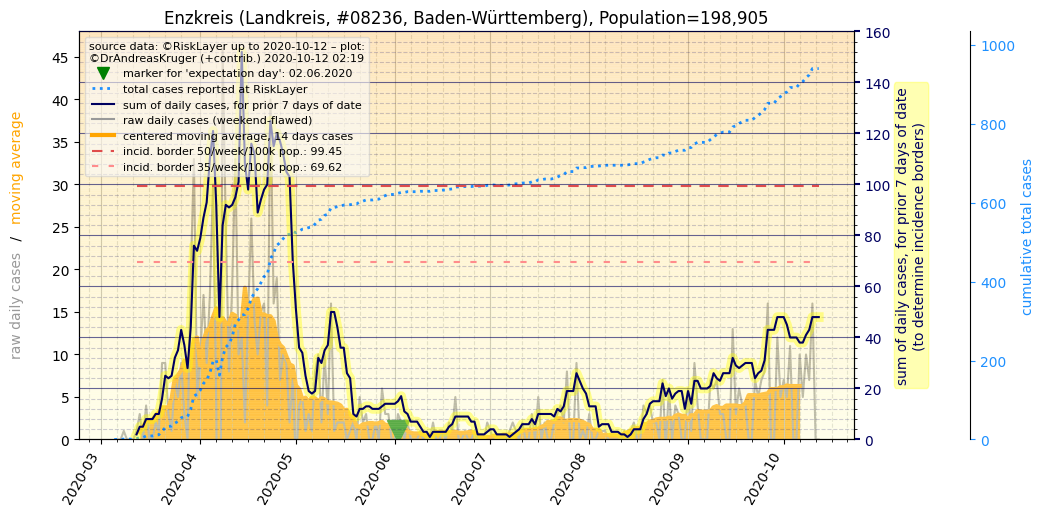 Enzkreis (Landkreis, #08236, Baden-Württemberg), Population=198,905
source data: ©RiskLayer up to 2020-10-12 – plot:
©DrAndreasKruger (+contrib.) 2020-10-12 02:19
marker for 'expectation day': 02.06.2020
total cases reported at RiskLayer
sum of daily cases, for prior 7 days of date
raw daily cases (weekend-flawed)
centered moving average, 14 days cases
incid. border 50/week/100k pop.: 99.45
incid. border 35/week/100k pop.: 69.62
raw daily cases / moving average
45
40
35
30
25
20
15
10
5
0
160
140
120
100
80
60
40
20
0
sum of daily cases, for prior 7 days of date
(to determine incidence borders)
1000
800
600
400
200
0
cumulative total cases
2020-03
2020-04
2020-05
2020-06
2020-07
2020-08
2020-09
2020-10